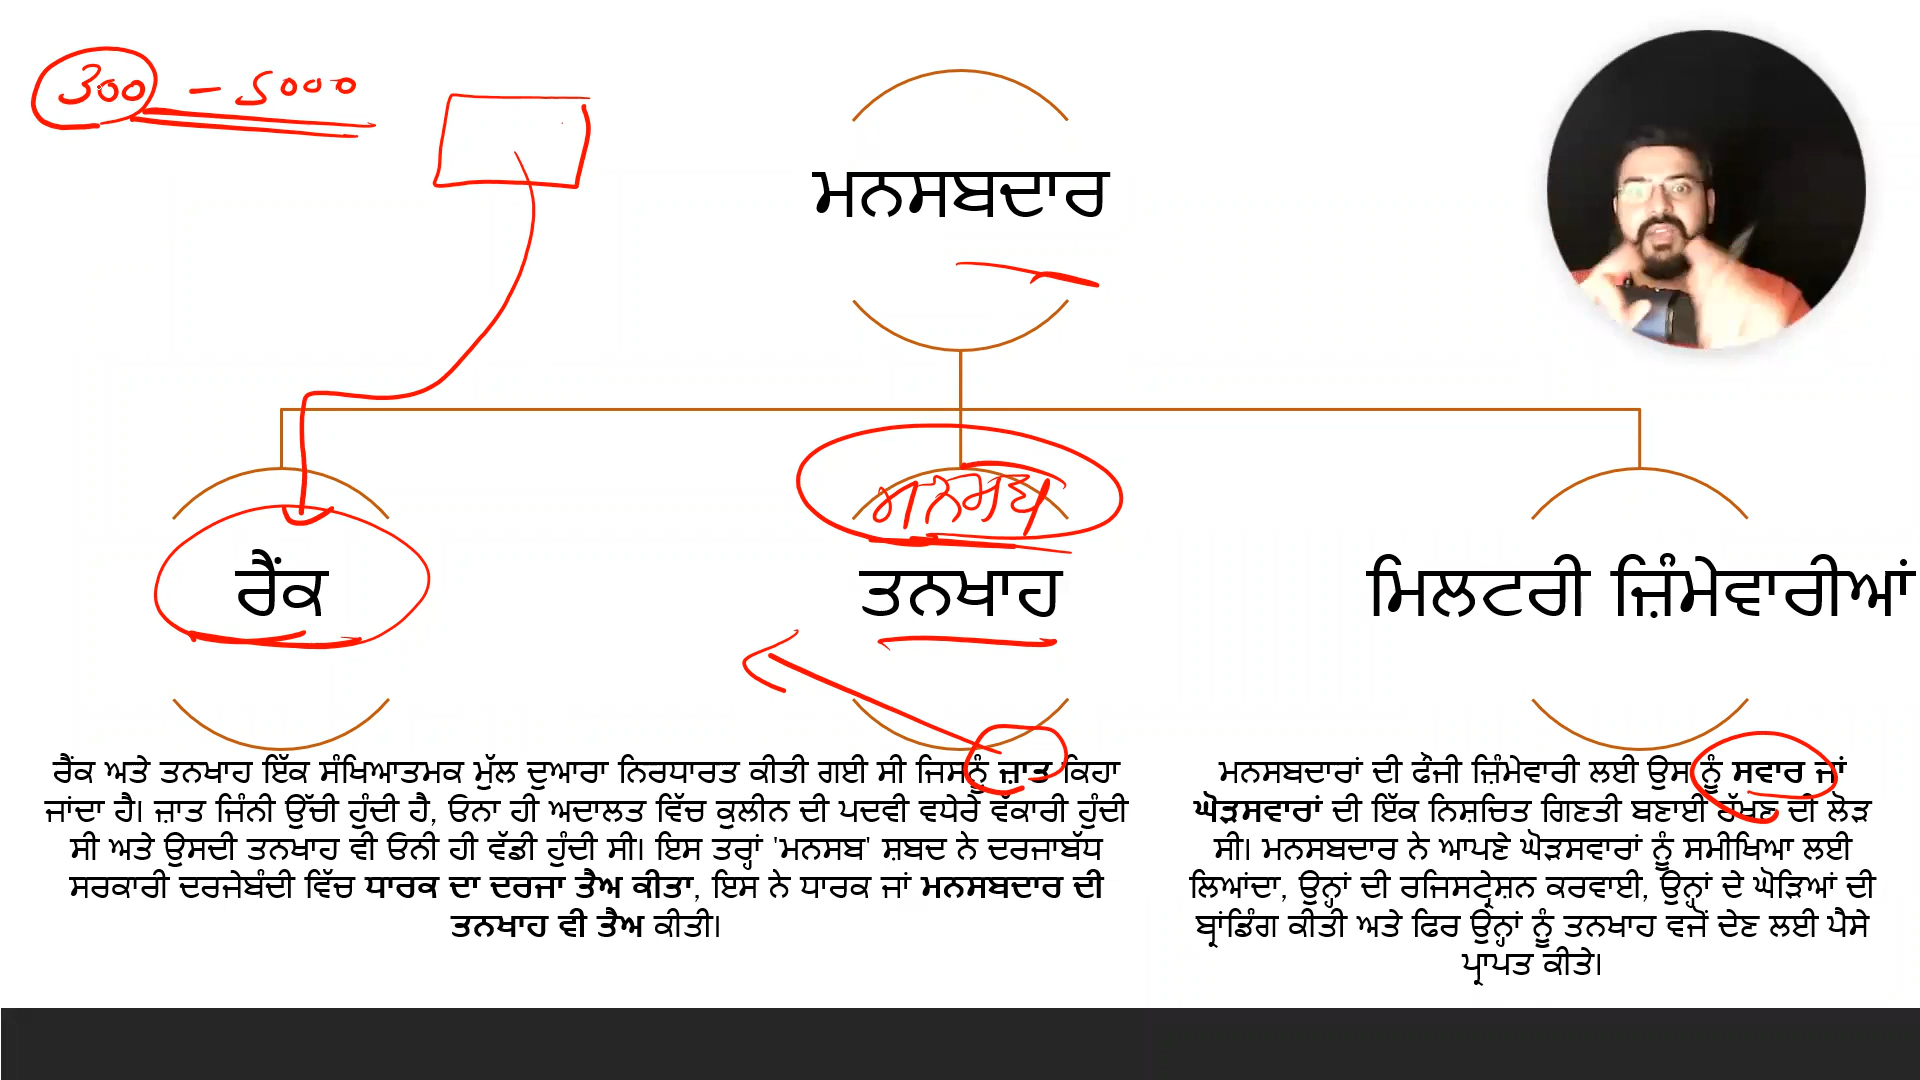 300 - 5000
ਮਨਸਬਦਾਰ
ਮਨਸਬ
ਰੈਂਕ
ਤਨਖਾਹ
ਮਿਲਟਰੀ ਜ਼ਿੰਮੇਵਾਰੀਆਂ
ਰੈਂਕ ਅਤੇ ਤਨਖਾਹ ਇੱਕ ਸੰਖਿਆਤਮਕ ਮੁੱਲ ਦੁਆਰਾ ਨਿਰਧਾਰਤ ਕੀਤੀ ਗਈ ਸੀ ਜਿਸਨੂੰ ਜ਼ਾਤ ਕਿਹਾ
ਜਾਂਦਾ ਹੈ। ਜ਼ਾਤ ਜਿੰਨੀ ਉੱਚੀ ਹੁੰਦੀ ਹੈ, ਓਨਾ ਹੀ ਅਦਾਲਤ ਵਿੱਚ ਕੁਲੀਨ ਦੀ ਪਦਵੀ ਵਧੇਰੇ ਵੱਕਾਰੀ ਹੁੰਦੀ
ਸੀ ਅਤੇ ਉਸਦੀ ਤਨਖਾਹ ਵੀ ਓਨੀ ਹੀ ਵੱਡੀ ਹੁੰਦੀ ਸੀ। ਇਸ ਤਰ੍ਹਾਂ 'ਮਨਸਬ' ਸ਼ਬਦ ਨੇ ਦਰਜਾਬੱਧ
ਸਰਕਾਰੀ ਦਰਜੇਬੰਦੀ ਵਿੱਚ ਧਾਰਕ ਦਾ ਦਰਜਾ ਤੈਅ ਕੀਤਾ, ਇਸ ਨੇ ਧਾਰਕ ਜਾਂ ਮਨਸਬਦਾਰ ਦੀ
ਤਨਖਾਹ ਵੀ ਤੈਅ ਕੀਤੀ।
ਮਨਸਬਦਾਰਾਂ ਦੀ ਫੌਜੀ ਜ਼ਿੰਮੇਵਾਰੀ ਲਈ ਉਸ ਨੂੰ ਸਵਾਰ ਜਾਂ
ਘੋੜਸਵਾਰਾਂ ਦੀ ਇੱਕ ਨਿਸ਼ਚਿਤ ਗਿਣਤੀ ਬਣਾਈ ਰੱਖਣ ਦੀ ਲੋੜ
ਸੀ। ਮਨਸਬਦਾਰ ਨੇ ਆਪਣੇ ਘੋੜਸਵਾਰਾਂ ਨੂੰ ਸਮੀਖਿਆ ਲਈ
ਲਿਆਂਦਾ, ਉਨ੍ਹਾਂ ਦੀ ਰਜਿਸਟ੍ਰੇਸ਼ਨ ਕਰਵਾਈ, ਉਨ੍ਹਾਂ ਦੇ ਘੋੜਿਆਂ ਦੀ
ਬ੍ਰਾਂਡਿੰਗ ਕੀਤੀ ਅਤੇ ਫਿਰ ਉਨ੍ਹਾਂ ਨੂੰ ਤਨਖਾਹ ਵਜੋਂ ਦੇਣ ਲਈ ਪੈਸੇ
ਪ੍ਰਾਪਤ ਕੀਤੇ।